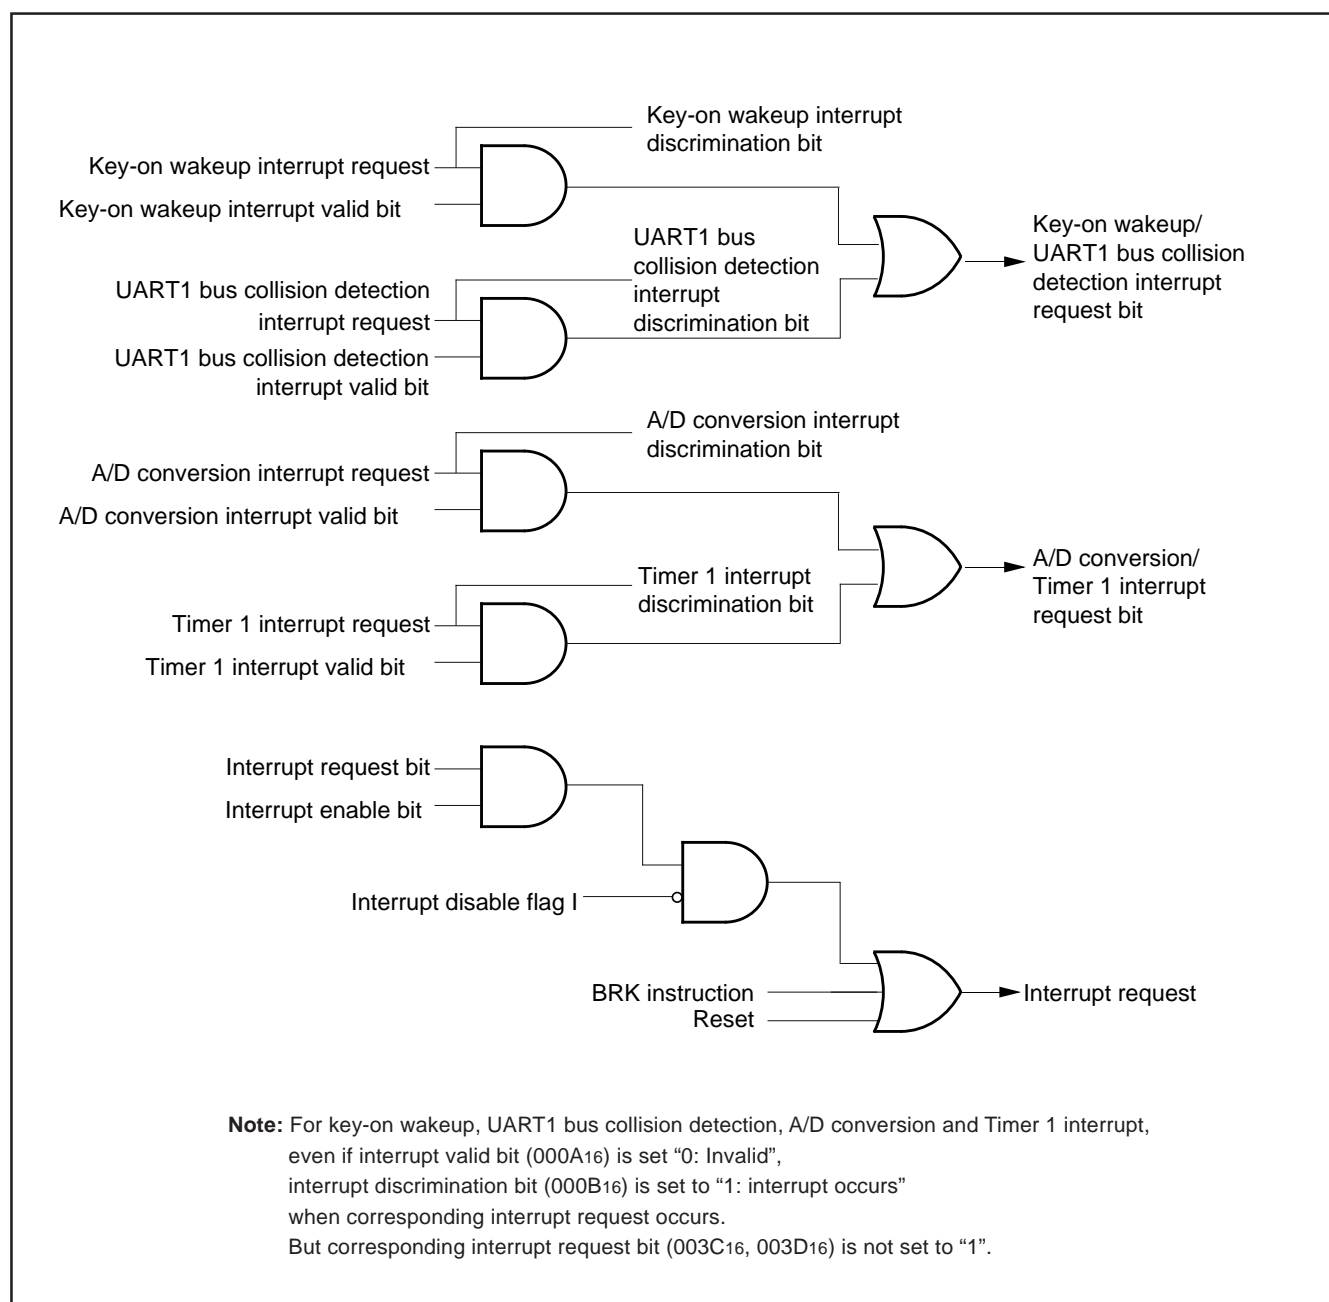 Key-on wakeup interrupt
discrimination bit
Key-on wakeup interrupt request
Key-on wakeup interrupt valid bit
UART1 bus
collision detection
interrupt
discrimination bit
Key-on wakeup/
UART1 bus collision
detection interrupt
request bit
UART1 bus collision detection
interrupt request
UART1 bus collision detection
interrupt valid bit
A/D conversion interrupt
discrimination bit
A/D conversion interrupt request
A/D conversion interrupt valid bit
A/D conversion/
Timer 1 interrupt
request bit
Timer 1 interrupt
discrimination bit
Timer 1 interrupt request
Timer 1 interrupt valid bit
Interrupt request bit
Interrupt enable bit
Interrupt disable flag I
BRK instruction
Reset
Interrupt request
Note: For key-on wakeup, UART1 bus collision detection, A/D conversion and Timer 1 interrupt,
even if interrupt valid bit (000A16) is set “0: Invalid”,
interrupt discrimination bit (000B16) is set to “1: interrupt occurs”
when corresponding interrupt request occurs.
But corresponding interrupt request bit (003C16, 003D16) is not set to “1”.